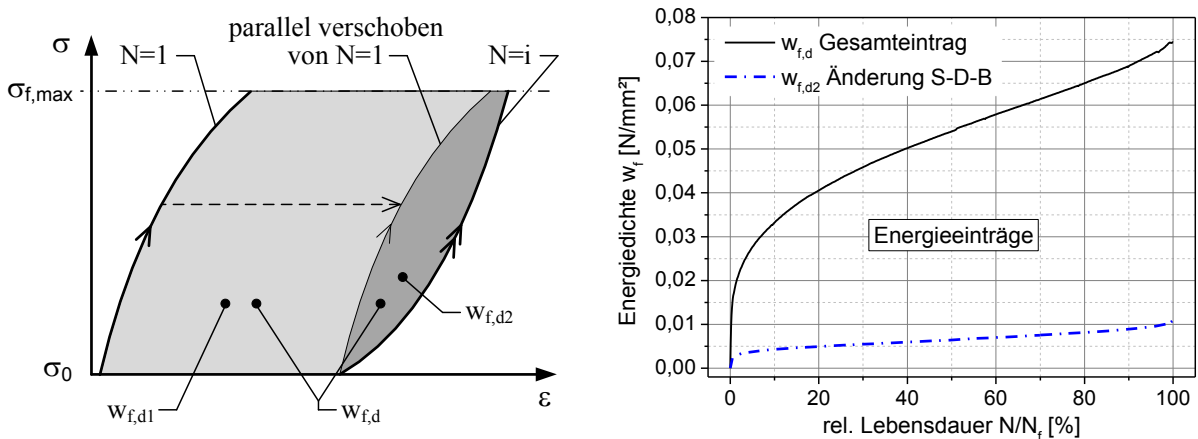 parallel verschoben
von N=1
σ
N=1
N=i
σf,max
σ0
wf,d2
wf,d1
wf,d
ε
0,08
0,07
0,06
0,05
0,04
0,03
0,02
0,01
0,00
Energiedichte wf [N/mm²]
wf,d Gesamteintrag
wf,d2 Änderung S-D-B
Energieeinträge
0 20 40 60 80 100
rel. Lebensdauer N/Nf [%]